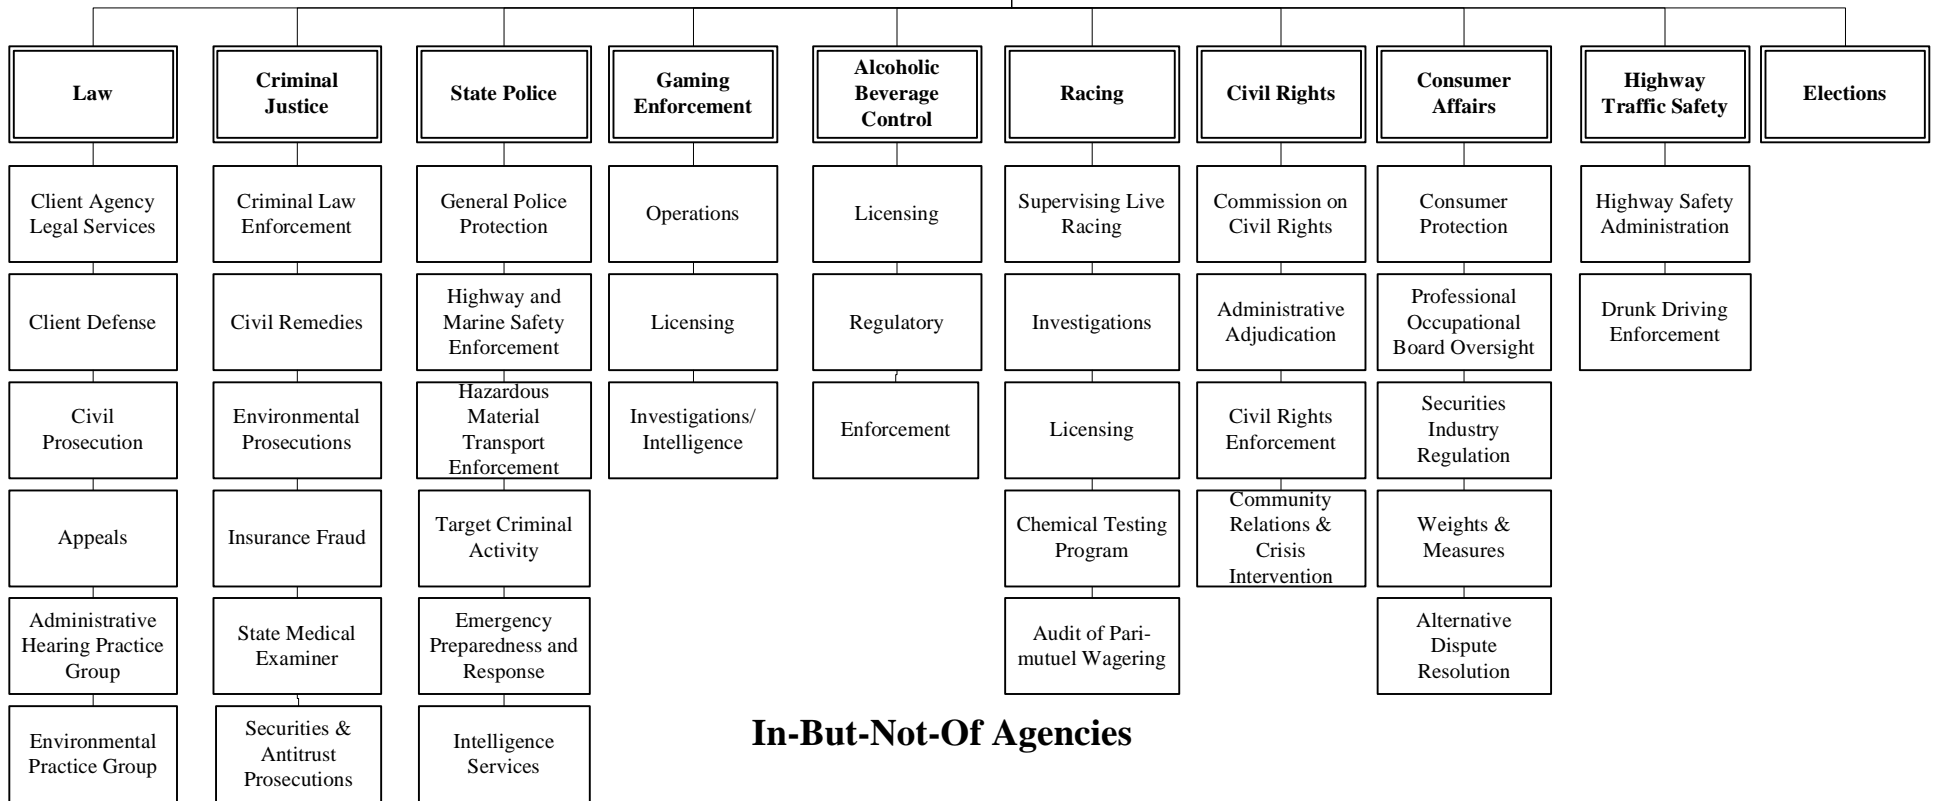 Law
Criminal
Justice
State Police
Gaming
Enforcement
Alcoholic
Beverage
Control
Racing
Civil Rights
Consumer
Affairs
Highway
Traffic Safety
Elections
Client Agency
Legal Services
Criminal Law
Enforcement
General Police
Protection
Operations
Licensing
Supervising Live
Racing
Commission on
Civil Rights
Consumer
Protection
Highway Safety
Administration
Client Defense
Civil Remedies
Highway and
Marine Safety
Enforcement
Licensing
Regulatory
Investigations
Administrative
Adjudication
Professional
Occupational
Board Oversight
Drunk Driving
Enforcement
Civil
Prosecution
Environmental
Prosecutions
Hazardous
Material
Transport
Enforcement
Investigations/
Intelligence
Enforcement
Licensing
Civil Rights
Enforcement
Securities
Industry
Regulation
Appeals
Insurance Fraud
Target Criminal
Activity
Chemical Testing
Program
Community
Relations &
Crisis
Intervention
Weights &
Measures
Administrative
Hearing Practice
Group
State Medical
Examiner
Emergency
Preparedness and
Response
Audit of Pari-
mutuel Wagering
Alternative
Dispute
Resolution
Environmental
Practice Group
Securities &
Antitrust
Prosecutions
Intelligence
Services
In-But-Not-Of Agencies